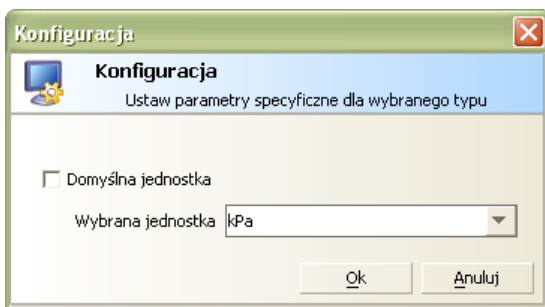 Konfiguracja
Konfiguracja
Ustaw parametry specyficzne dla wybranego typu
Domyślna jednostka
Wybrana jednostka kPa
Ok Anuluj